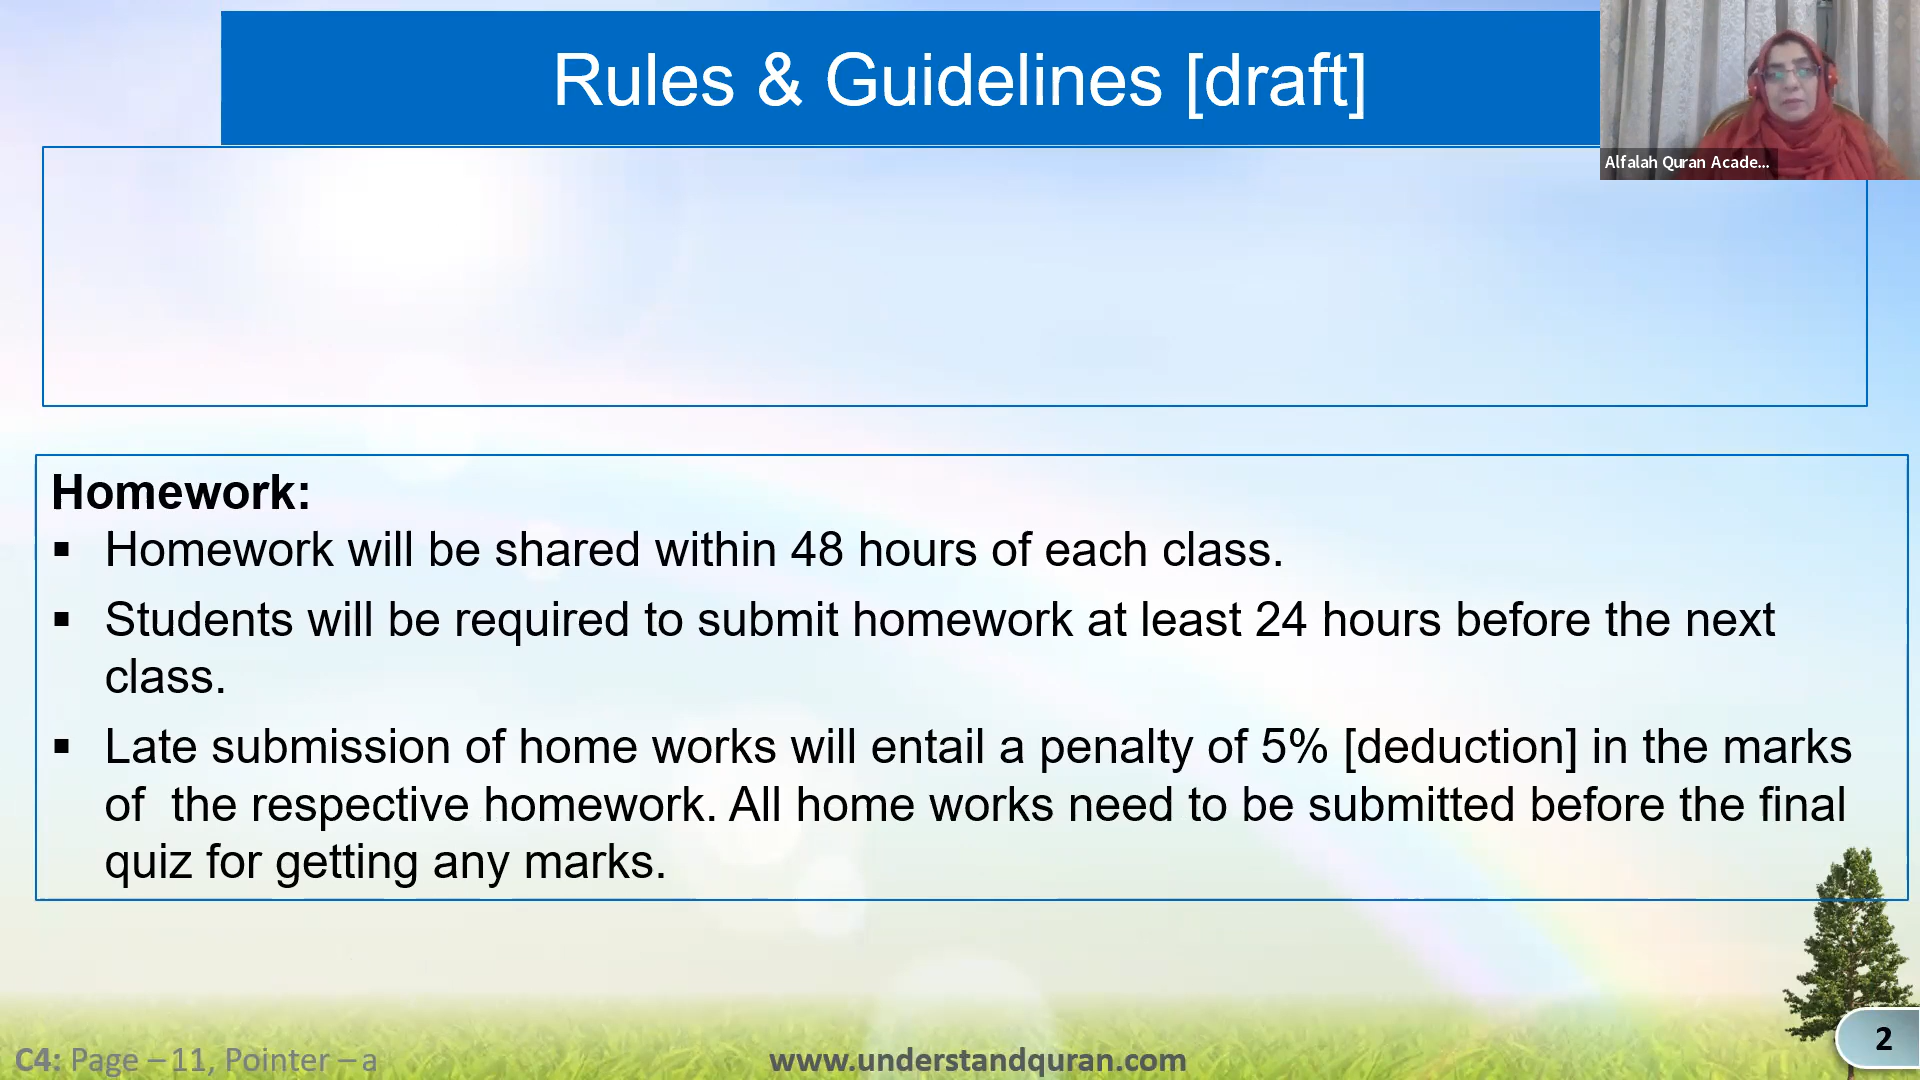 Rules & Guidelines [draft]
Alfalah Quran Acade...
Homework:
▪ Homework will be shared within 48 hours of each class.
▪ Students will be required to submit homework at least 24 hours before the next
class.
▪ Late submission of home works will entail a penalty of 5% [deduction] in the marks
of  the respective homework. All home works need to be submitted before the final
quiz for getting any marks.
C4: Page – 11, Pointer – a
www.understandquran.com
2